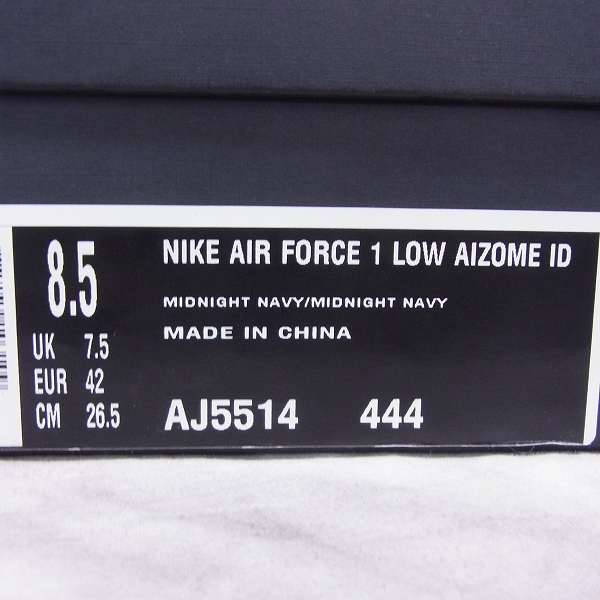 8.5
UK 7.5
EUR 42
CM 26.5
NIKE AIR FORCE 1 LOW AIZOME ID
MIDNIGHT NAVY/MIDNIGHT NAVY
MADE IN CHINA
AJ5514 444